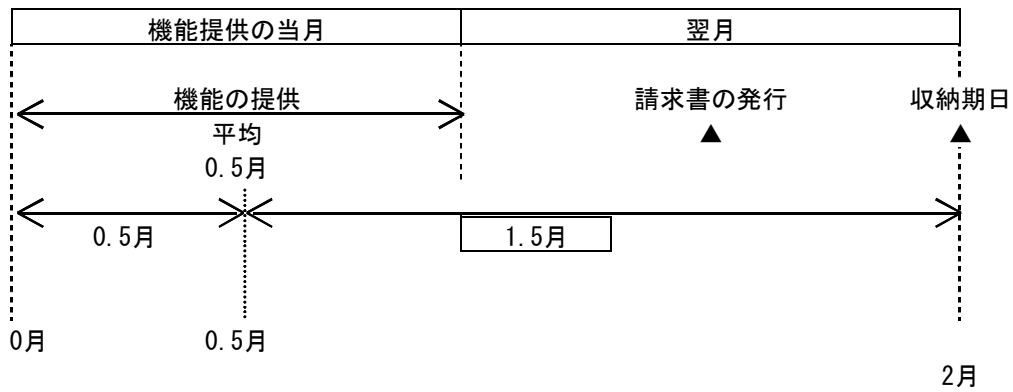 機能提供の当月 翌月
機能の提供 請求書の発行 収納期日
平均 ▲ ▲
0.5月
0.5月 1.5月
0月 0.5月
2月